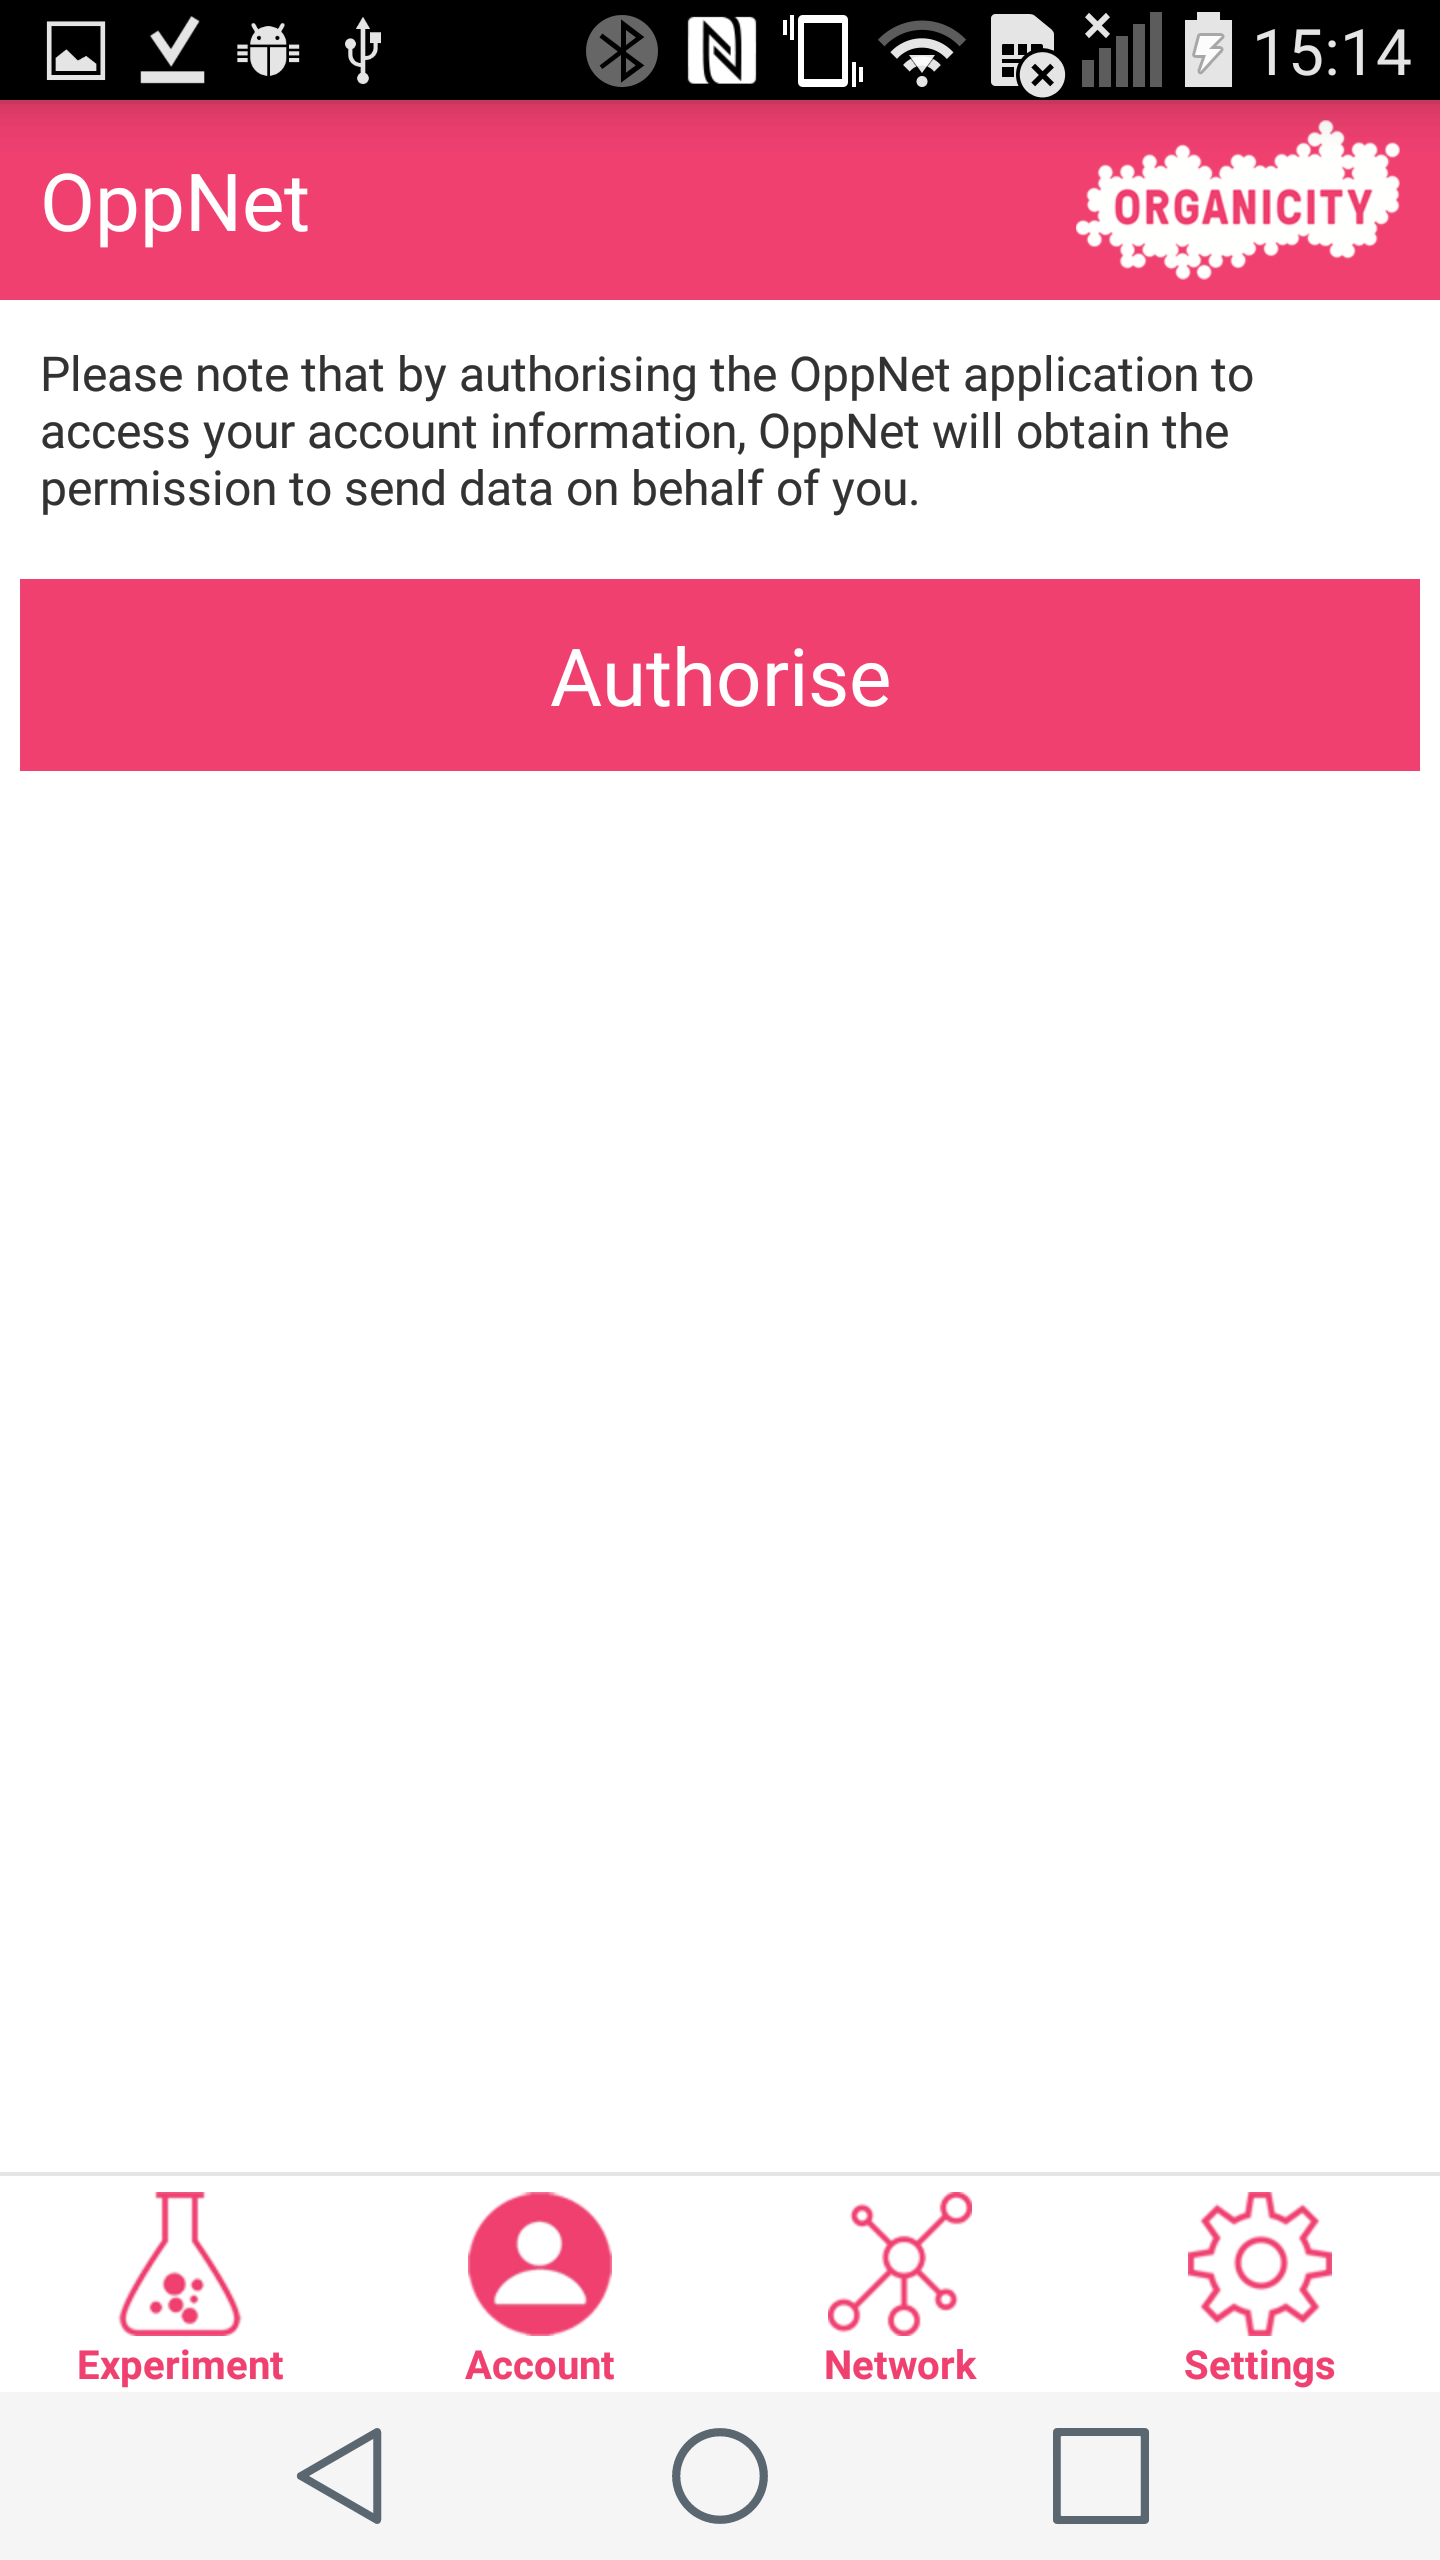 15:14
OppNet
ORGANICITY
Please note that by authorising the OppNet application to
access your account information, OppNet will obtain the
permission to send data on behalf of you.
Authorise
Experiment
Account
Network
Settings